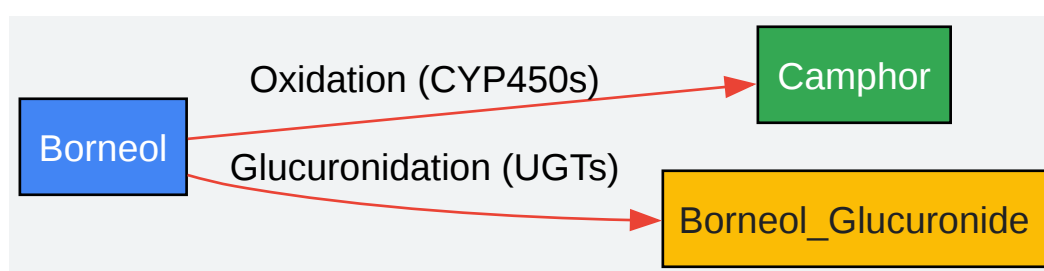 Borneol
Oxidation (CYP450s)
Camphor
Glucuronidation (UGTs)
Borneol_Glucuronide